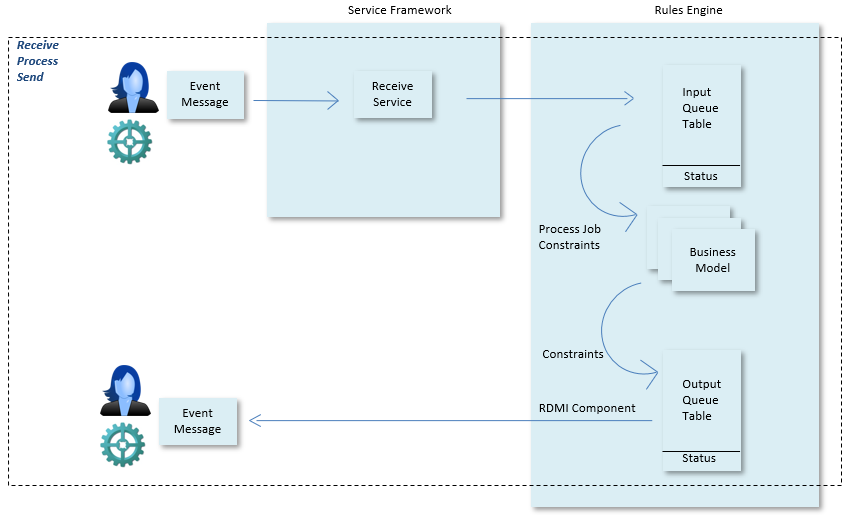 Service Framework
Rules Engine
Receive
Process
Send
Event
Message
Receive
Service
Input
Queue
Table
Status
Process Job
Constraints
Business
Model
Constraints
Output
Queue
Table
Status
RDMI Component
Event
Message